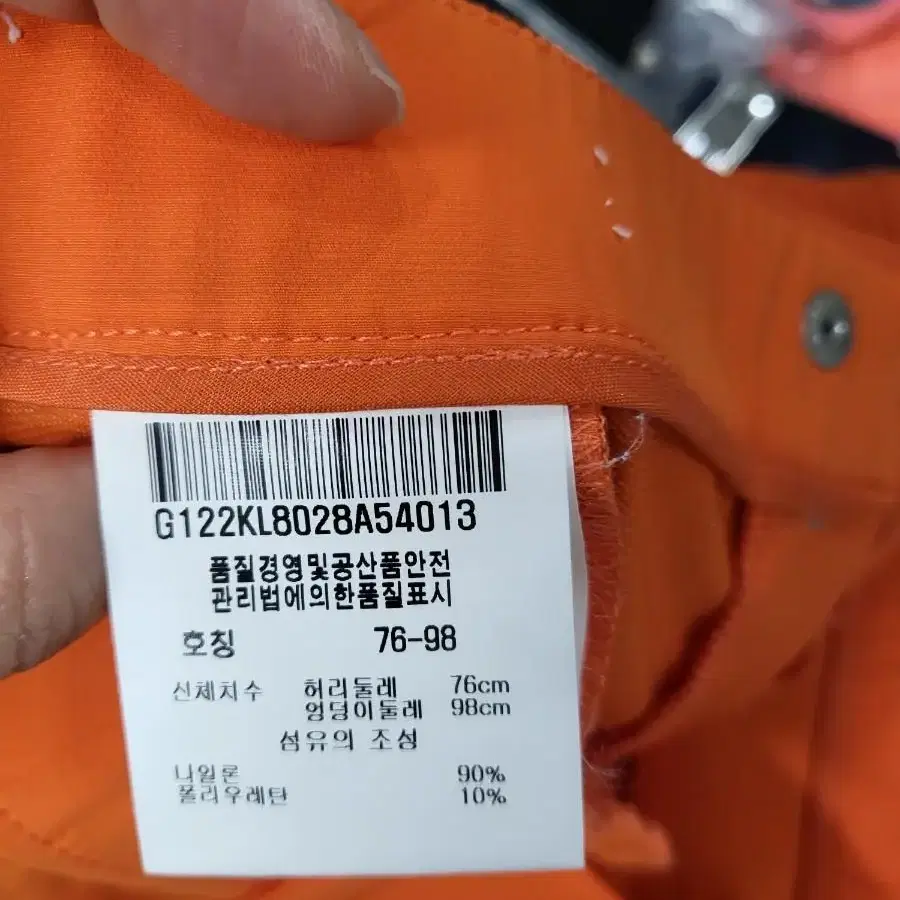 G122KL8028A54013
품질경영및공산품안전
관리법에의한품질표시
호칭 76-98
신체치수 허리둘레 76cm
엉덩이둘레 98cm
섬유의 조성
나일론 90%
폴리우레탄 10%